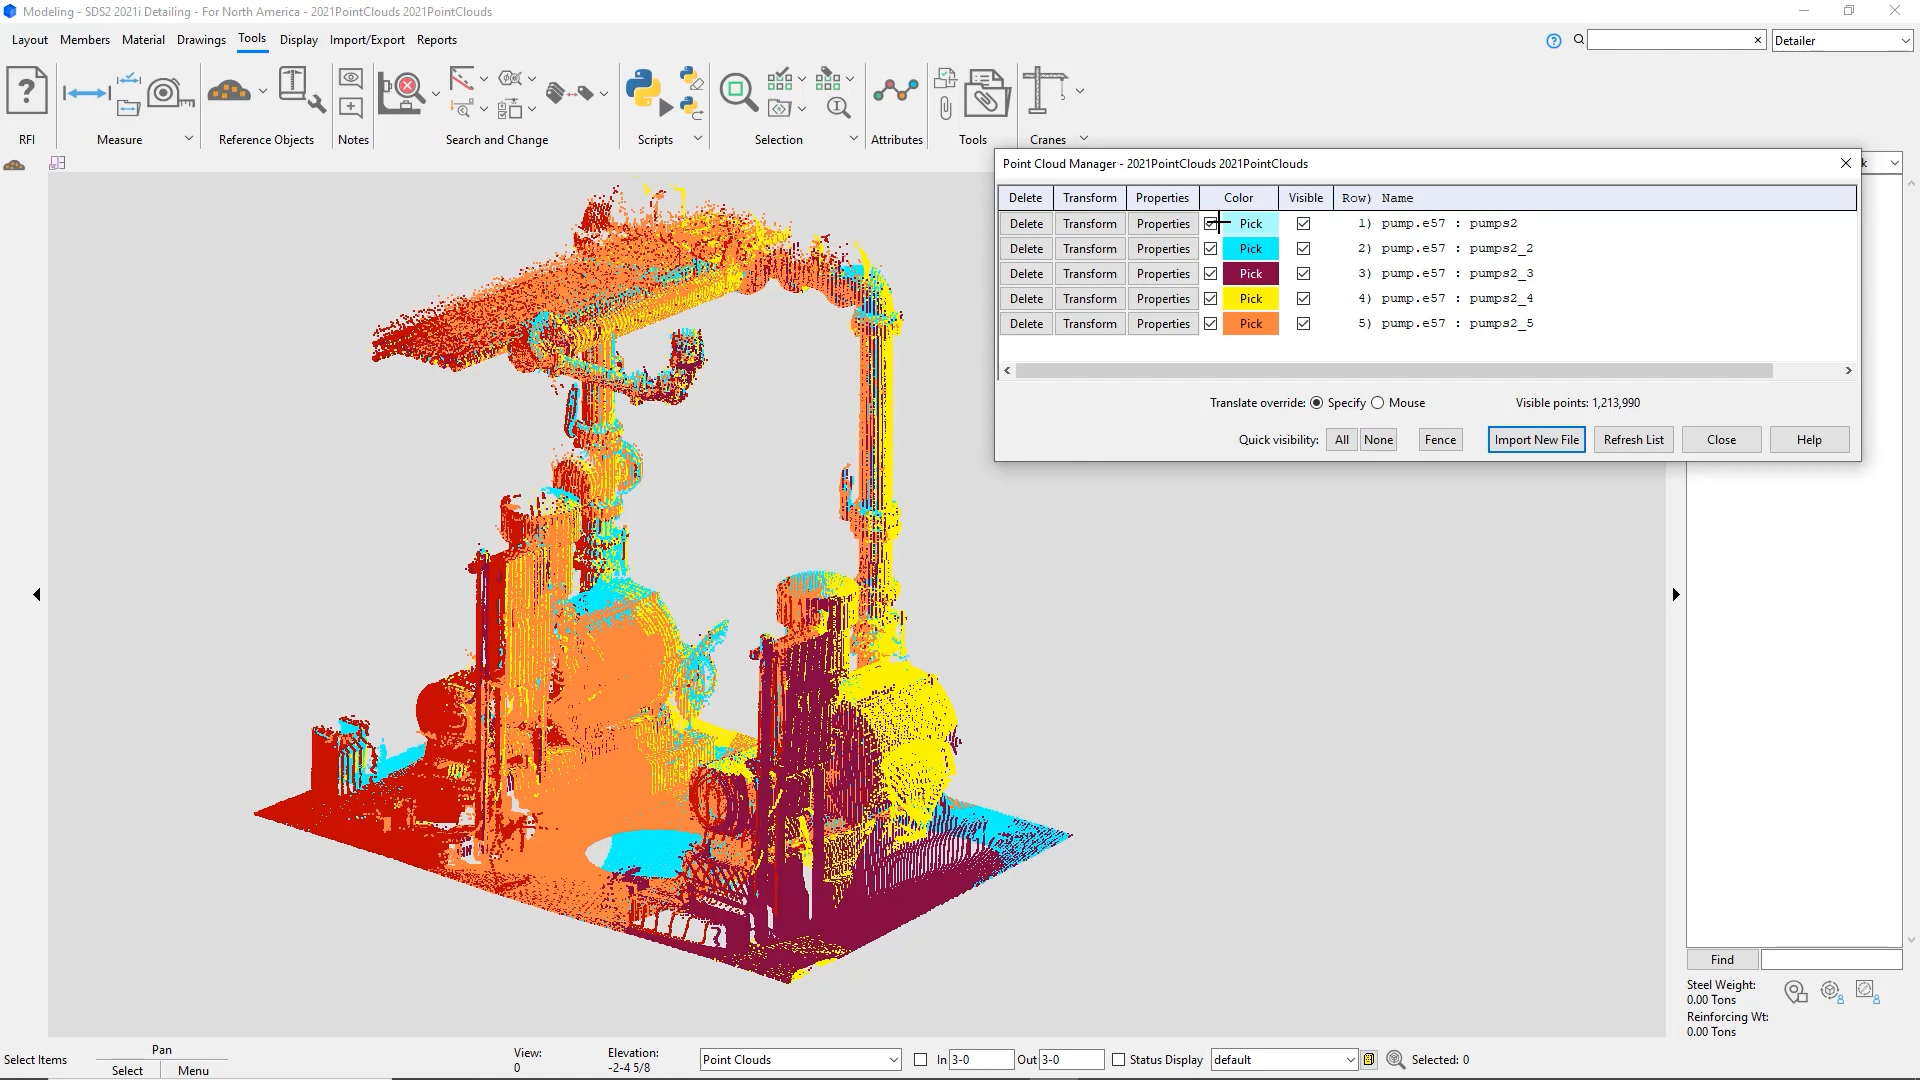 Modeling - SDS2 2021i Detailing - For North America - 2021PointClouds 2021PointClouds
Layout Members Material Drawings Tools Display Import/Export Reports
Detailer
RFI Measure Reference Objects Notes Search and Change Scripts Selection Attributes Tools Cranes
Point Cloud Manager - 2021PointClouds 2021PointClouds
k
Delete Transform Properties Color Visible Row) Name
Delete Transform Properties Pick 1) pump.e57 : pumps2
Delete Transform Properties Pick 2) pump.e57 : pumps2_2
Delete Transform Properties Pick 3) pump.e57 : pumps2_3
Delete Transform Properties Pick 4) pump.e57 : pumps2_4
Delete Transform Properties Pick 5) pump.e57 : pumps2_5
Translate override: Specify Mouse Visible points: 1,213,990
Quick visibility: All None Fence Import New File Refresh List Close Help
Find
Steel Weight:
0.00 Tons
Reinforcing Wt:
0.00 Tons
Select Items
Pan
Select Menu
View:
0
Elevation:
-2-4 5/8
Point Clouds
In 3-0 Out 3-0
Status Display default
Selected: 0